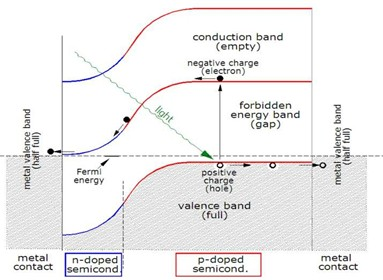 conduction band
(empty)
negative charge
(electron)
light
forbidden
energy band
(gap)
metal valence band
(half full)
metal valence band
(half full)
Fermi
energy
positive
charge
(hole)
valence band
(full)
metal
contact
n-doped
semicond.
p-doped
semicond.
metal
contact